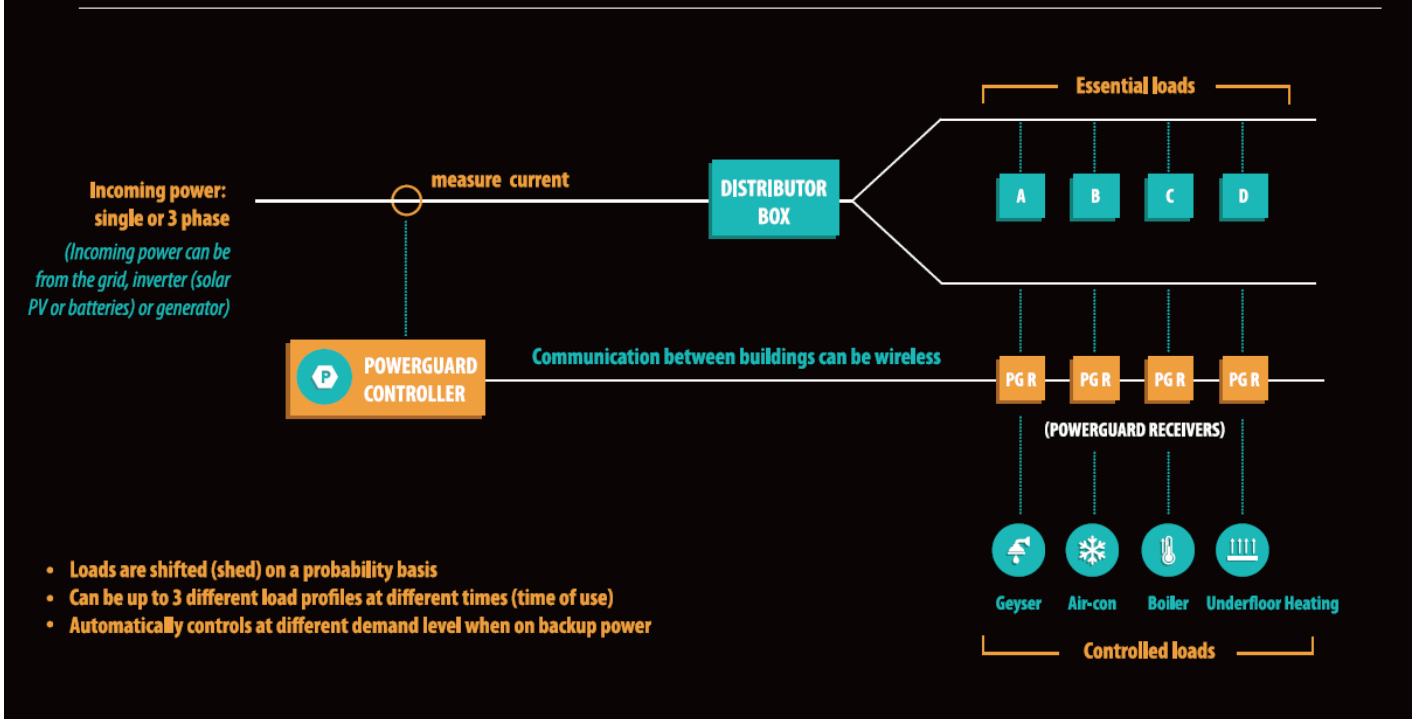 Essential loads
Incoming power:
single or 3 phase
(Incoming power can be
from the grid, inverter (solar
PV or batteries) or generator)
measure current
DISTRIBUTOR
BOX
A B C D
P
POWERGUARD
CONTROLLER
Communication between buildings can be wireless
PG R PG R PG R PG R
(POWERGUARD RECEIVERS)
Geyser Air-con Boiler Underfloor Heating
Controlled loads
• Loads are shifted (shed) on a probability basis
• Can be up to 3 different load profiles at different times (time of use)
• Automatically controls at different demand level when on backup power